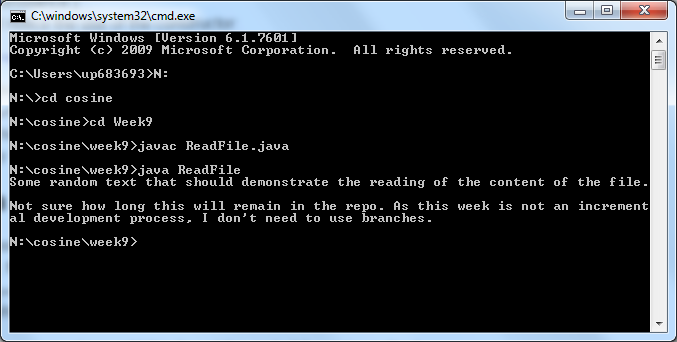 C:\windows\system32\cmd.exe
Microsoft Windows [Version 6.1.7601]
Copyright (c) 2009 Microsoft Corporation.  All rights reserved.
C:\Users\up683693>N:
N:\>cd cosine
N:\cosine>cd Week9
N:\cosine\week9>javac ReadFile.java
N:\cosine\week9>java ReadFile
Some random text that should demonstrate the reading of the content of the file.
Not sure how long this will remain in the repo. As this week is not an increment
al development process, I don't need to use branches.
N:\cosine\week9>